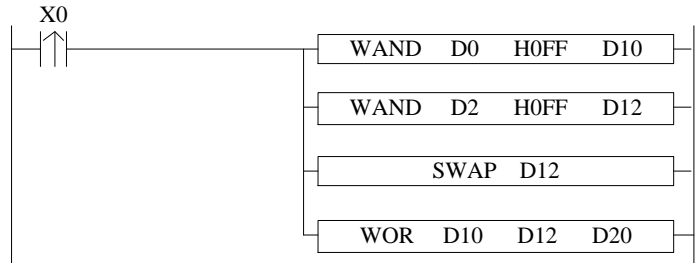 X0
WAND D0 H0FF D10
WAND D2 H0FF D12
SWAP D12
WOR D10 D12 D20